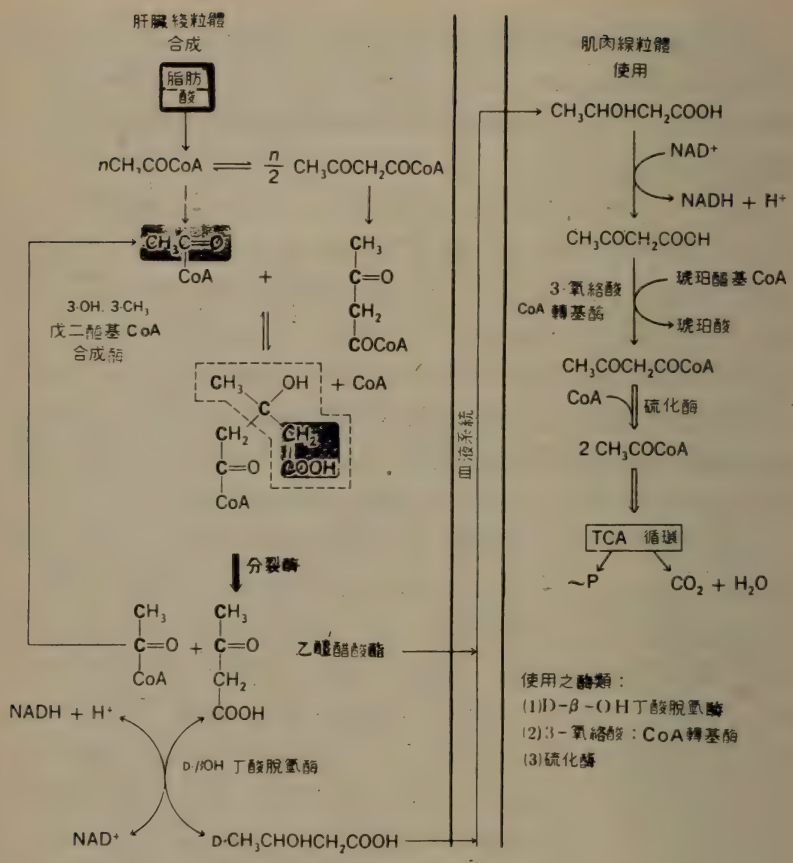 肝臟綫粒體
合成
脂肪
酸
nCH₃COCoA ⇌ n/2 CH₃COCH₂COCoA
CH₃C=O
CoA
+
CH₃
C=O
CH₂
COCoA
3-OH. 3-CH₃
戊二醯基 CoA
合成酶
CH₃ OH + CoA
C
CH₂ CH₂
C=O COOH
CoA
分裂酶
CH₃ CH₃
C=O + C=O
CoA CH₂
COOH
乙醯醋酸酯
NADH + H⁺
D-βOH 丁酸脫氫酶
NAD⁺
D-CH₃CHOHCH₂COOH
血液系統
肌肉線粒體
使用
CH₃CHOHCH₂COOH
NAD⁺
NADH + H⁺
CH₃COCH₂COOH
3-氧絡酸
CoA 轉基酶
琥珀醯基 CoA
琥珀酸
CH₃COCH₂COCoA
CoA 硫化酶
2 CH₃COCoA
TCA 循環
~P CO₂ + H₂O
使用之酶類：
(1)D-β-OH丁酸脫氫酶
(2)3-氧絡酸：CoA轉基酶
(3)硫化酶